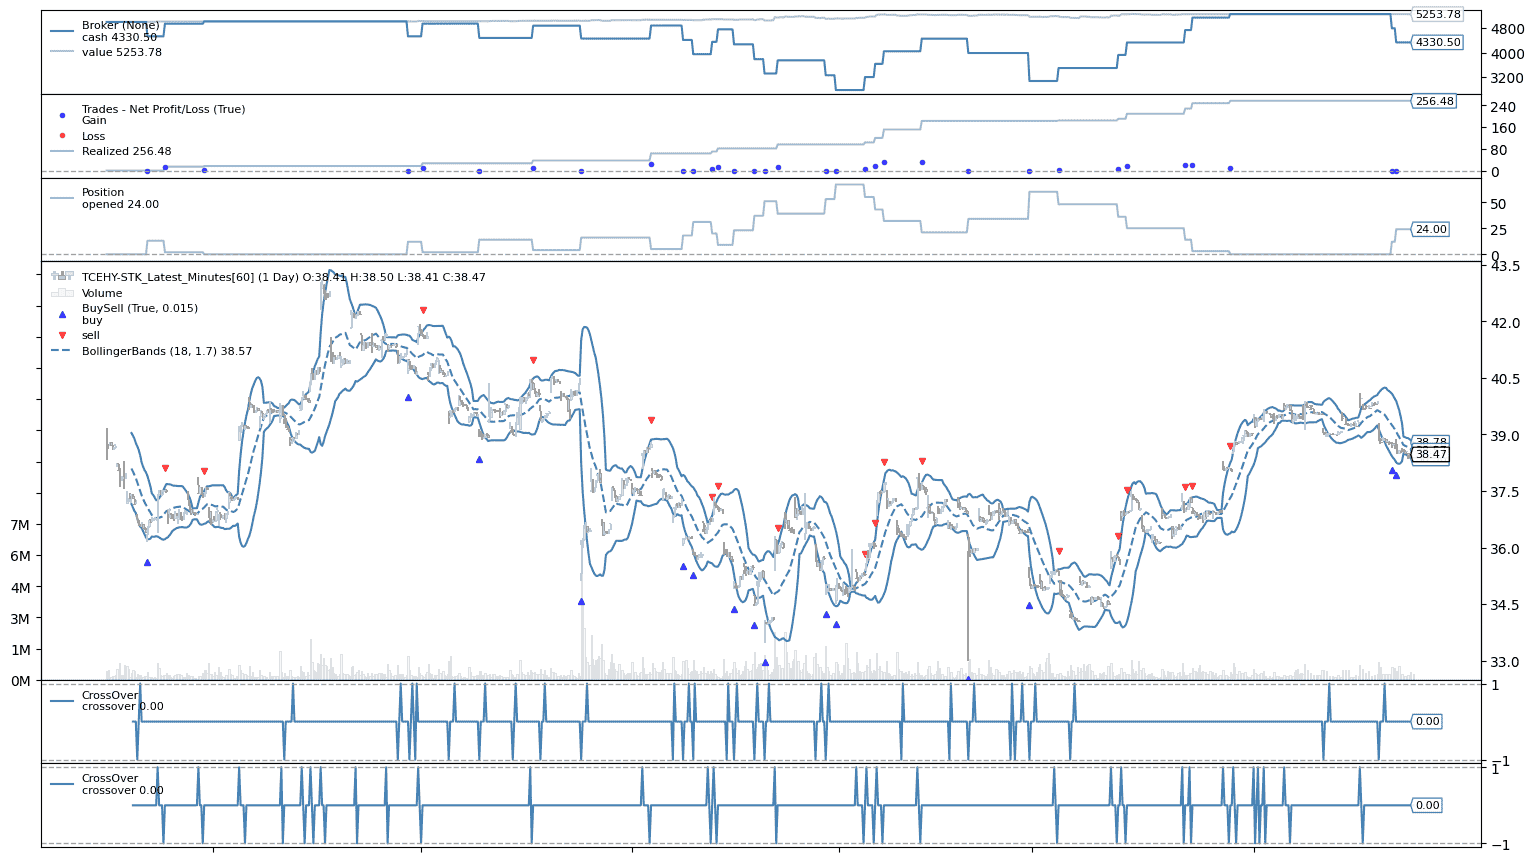 Broker (None)
cash 4330.50
value 5253.78
5253.78
4800
4330.50
4000
3200
Trades - Net Profit/Loss (True)
Gain
Loss
Realized 256.48
256.48
240
160
80
0
Position
opened 24.00
50
25
24.00
0
TCEHY-STK_Latest_Minutes[60] (1 Day) O:38.41 H:38.50 L:38.41 C:38.47
Volume
BuySell (True, 0.015)
buy
sell
BollingerBands (18, 1.7) 38.57
43.5
42.0
40.5
39.0
38.78
38.47
37.5
36.0
34.5
33.0
7M
6M
4M
3M
1M
0M
CrossOver
crossover 0.00
1
0.00
−1
CrossOver
crossover 0.00
1
0.00
−1